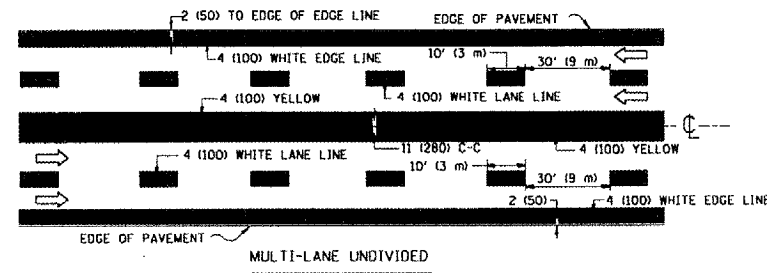 2 (50) TO EDGE OF EDGE LINE
EDGE OF PAVEMENT
4 (100) WHITE EDGE LINE
10' (3 m)
30' (9 m)
4 (100) YELLOW
4 (100) WHITE LANE LINE
℄
4 (100) WHITE LANE LINE
11 (280) C-C
4 (100) YELLOW
10' (3 m)
30' (9 m)
2 (50)
4 (100) WHITE EDGE LINE
EDGE OF PAVEMENT
MULTI-LANE UNDIVIDED